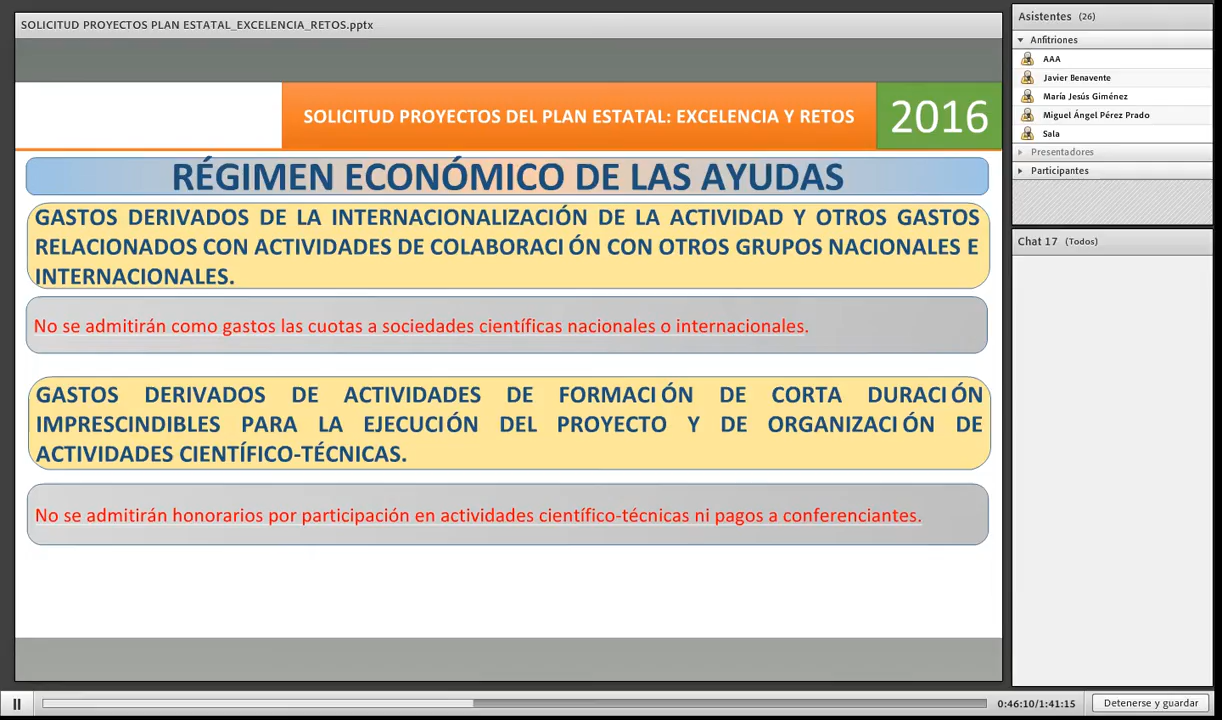 SOLICITUD PROYECTOS PLAN ESTATAL_EXCELENCIA_RETOS.pptx
SOLICITUD PROYECTOS DEL PLAN ESTATAL: EXCELENCIA Y RETOS
2016
RÉGIMEN ECONÓMICO DE LAS AYUDAS
GASTOS DERIVADOS DE LA INTERNACIONALIZACIÓN DE LA ACTIVIDAD Y OTROS GASTOS
RELACIONADOS CON ACTIVIDADES DE COLABORACIÓN CON OTROS GRUPOS NACIONALES E
INTERNACIONALES.
No se admitirán como gastos las cuotas a sociedades científicas nacionales o internacionales.
GASTOS DERIVADOS DE ACTIVIDADES DE FORMACIÓN DE CORTA DURACIÓN
IMPRESCINDIBLES PARA LA EJECUCIÓN DEL PROYECTO Y DE ORGANIZACIÓN DE
ACTIVIDADES CIENTÍFICO-TÉCNICAS.
No se admitirán honorarios por participación en actividades científico-técnicas ni pagos a conferenciantes.
Asistentes (26)
Anfitriones
AAA
Javier Benavente
María Jesús Giménez
Miguel Ángel Pérez Prado
Sala
Presentadores
Participantes
Chat 17 (Todos)
0:46:10/1:41:15
Detenerse y guardar